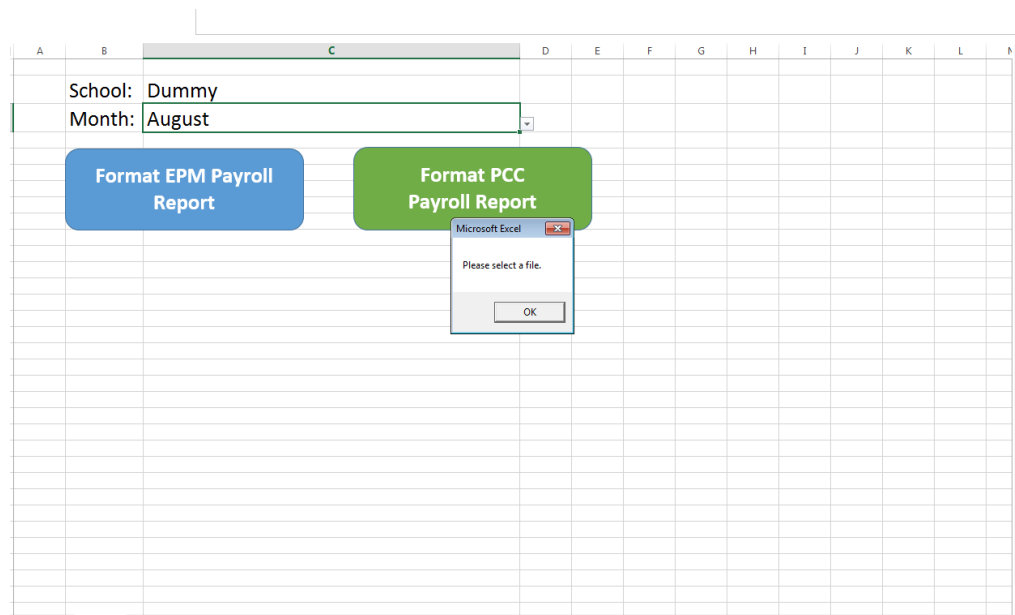 A B C D E F G H I J K L
School: Dummy
Month: August
Format EPM Payroll
Report
Format PCC
Payroll Report
Microsoft Excel
Please select a file.
OK